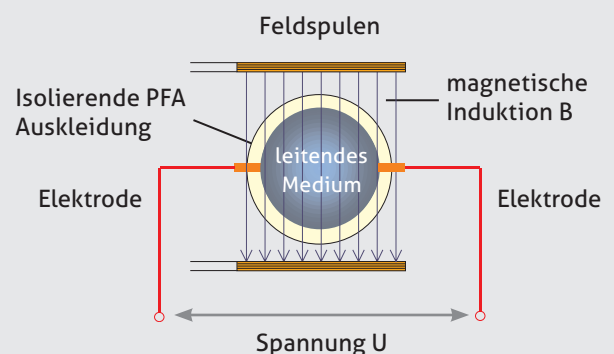 Feldspulen
Isolierende PFA
Auskleidung
magnetische
Induktion B
leitendes
Medium
Elektrode
Elektrode
Spannung U